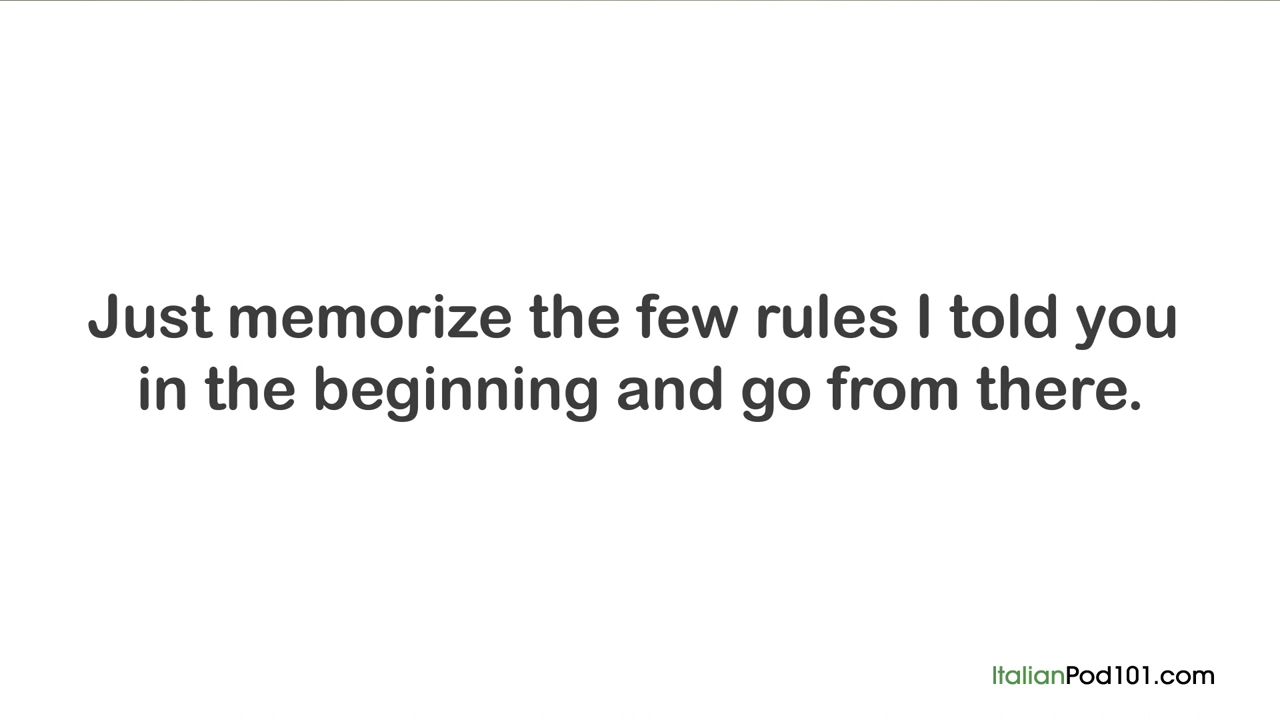 Just memorize the few rules I told you
in the beginning and go from there.
ItalianPod101.com